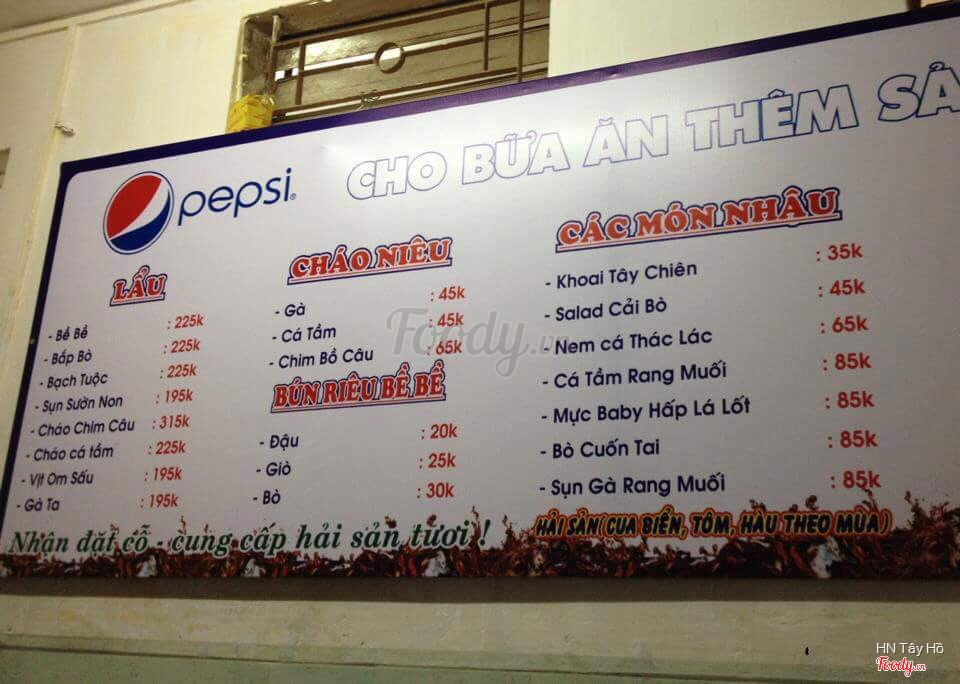 pepsi
CHO BỮA ĂN THÊM SẢ
LẨU
- Bề Bề : 225k
- Bắp Bò : 225k
- Bạch Tuộc : 225k
- Sụn Sườn Non : 195k
- Cháo Chim Câu : 315k
- Cháo cá tầm : 225k
- Vịt Om Sấu : 195k
- Gà Ta : 195k
CHÁO NIÊU
- Gà : 45k
- Cá Tầm : 45k
- Chim Bồ Câu : 65k
BÚN RIÊU BỀ BỀ
- Đậu : 20k
- Giò : 25k
- Bò : 30k
CÁC MÓN NHẬU
- Khoai Tây Chiên : 35k
- Salad Cải Bò : 45k
- Nem cá Thác Lác : 65k
- Cá Tầm Rang Muối : 85k
- Mực Baby Hấp Lá Lốt : 85k
- Bò Cuốn Tai : 85k
- Sụn Gà Rang Muối : 85k
Nhận đặt cỗ - cung cấp hải sản tươi !
HẢI SẢN(CUA BIỂN, TÔM, HÀU THEO MÙA)
Foody.vn
HN Tây Hồ
Foody.vn